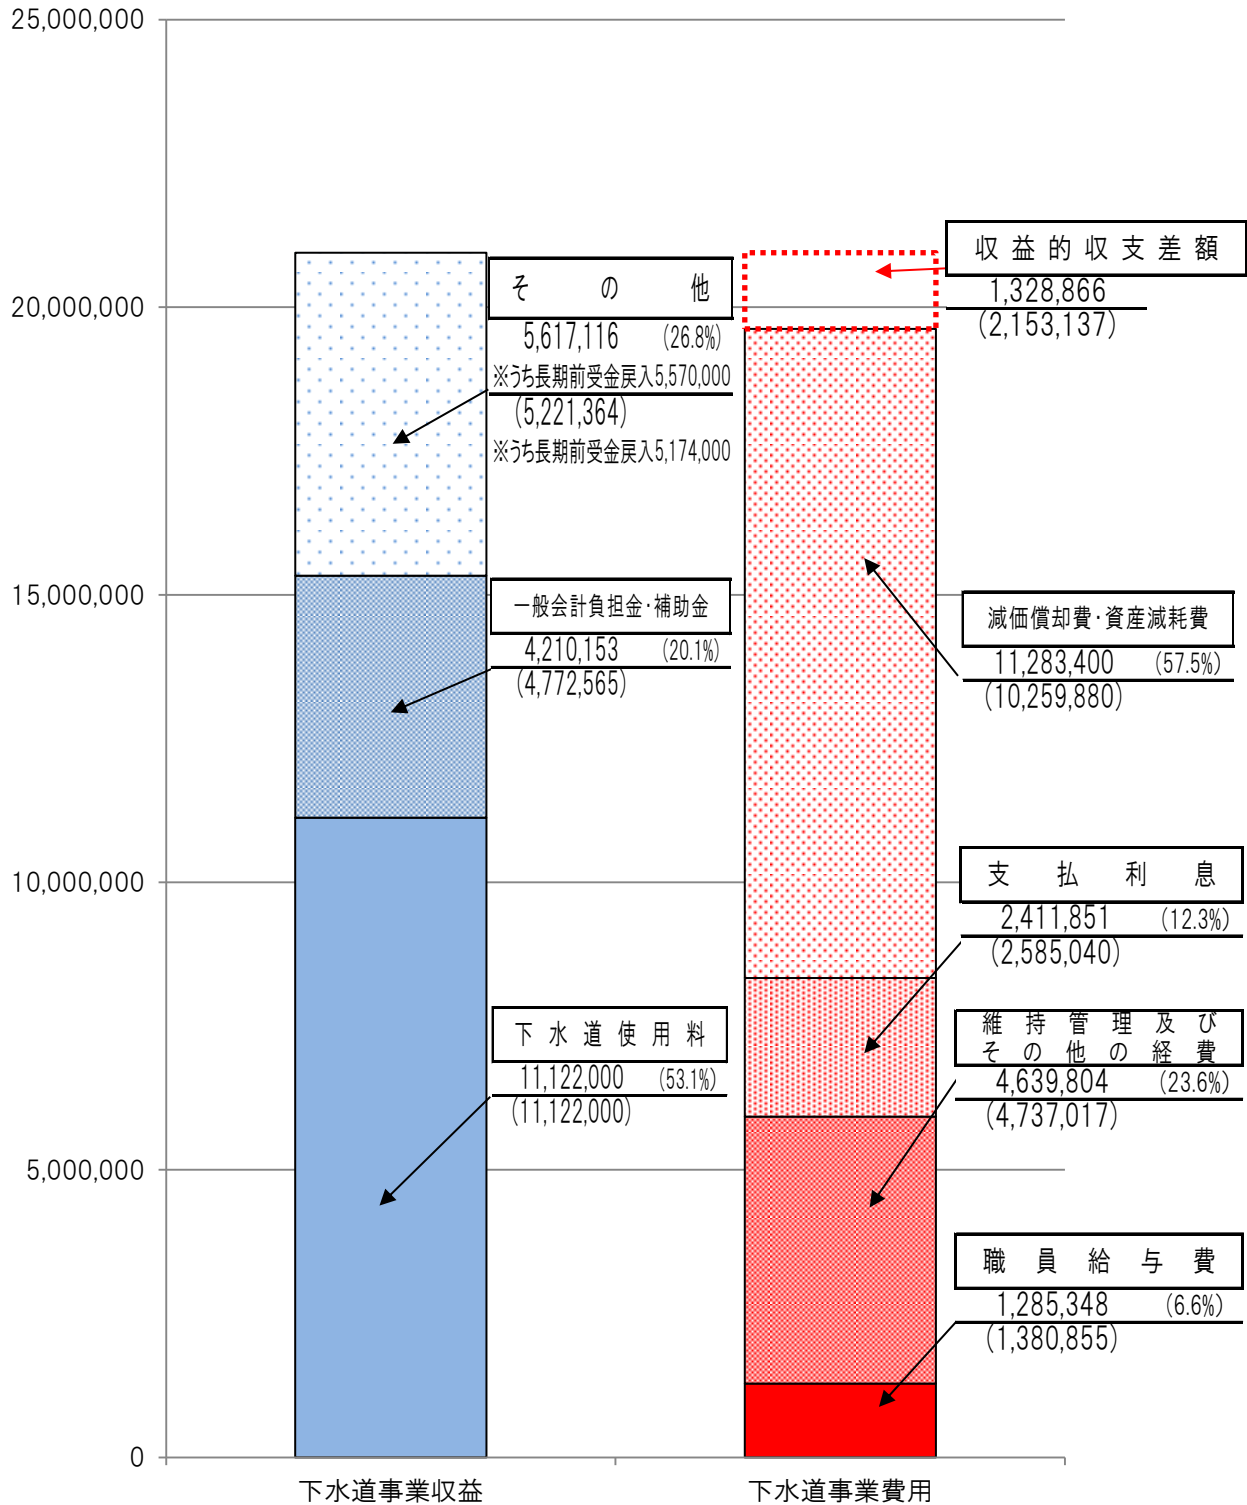 25,000,000
20,000,000
15,000,000
10,000,000
5,000,000
0
その他
5,617,116 (26.8%)
※うち長期前受金戻入5,570,000
(5,221,364)
※うち長期前受金戻入5,174,000
一般会計負担金・補助金
4,210,153 (20.1%)
(4,772,565)
下水道使用料
11,122,000 (53.1%)
(11,122,000)
収益的収支差額
1,328,866
(2,153,137)
減価償却費・資産減耗費
11,283,400 (57.5%)
(10,259,880)
支払利息
2,411,851 (12.3%)
(2,585,040)
維持管理及び
その他の経費
4,639,804 (23.6%)
(4,737,017)
職員給与費
1,285,348 (6.6%)
(1,380,855)
下水道事業収益
下水道事業費用